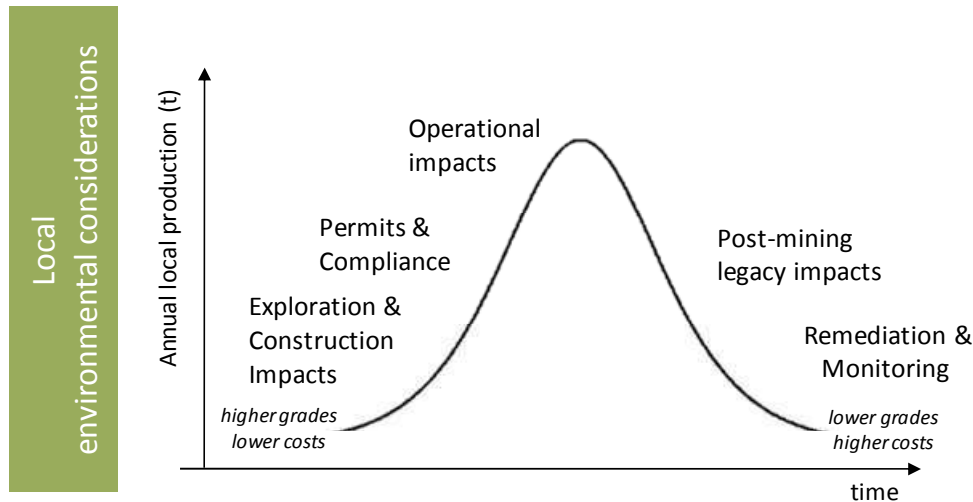 Local
environmental considerations
Annual local production (t)
Operational
impacts
Permits &
Compliance
Exploration &
Construction
Impacts
higher grades
lower costs
Post-mining
legacy impacts
Remediation &
Monitoring
lower grades
higher costs
time